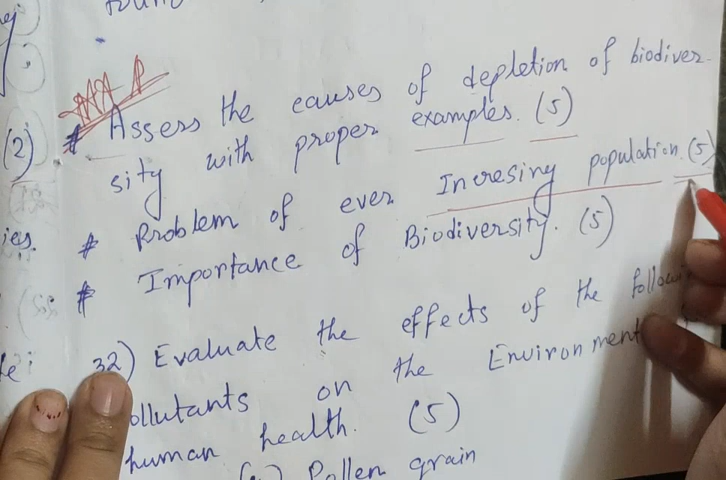 # Assess the causes of depletion of biodiver-
sity with proper examples. (5)
# Problem of ever Incresing population. (5)
# Importance of Biodiversity. (5)
(2)
ies.
32) Evaluate the effects of the
ollutants on the Environment
human health. (5)
Pollen grain